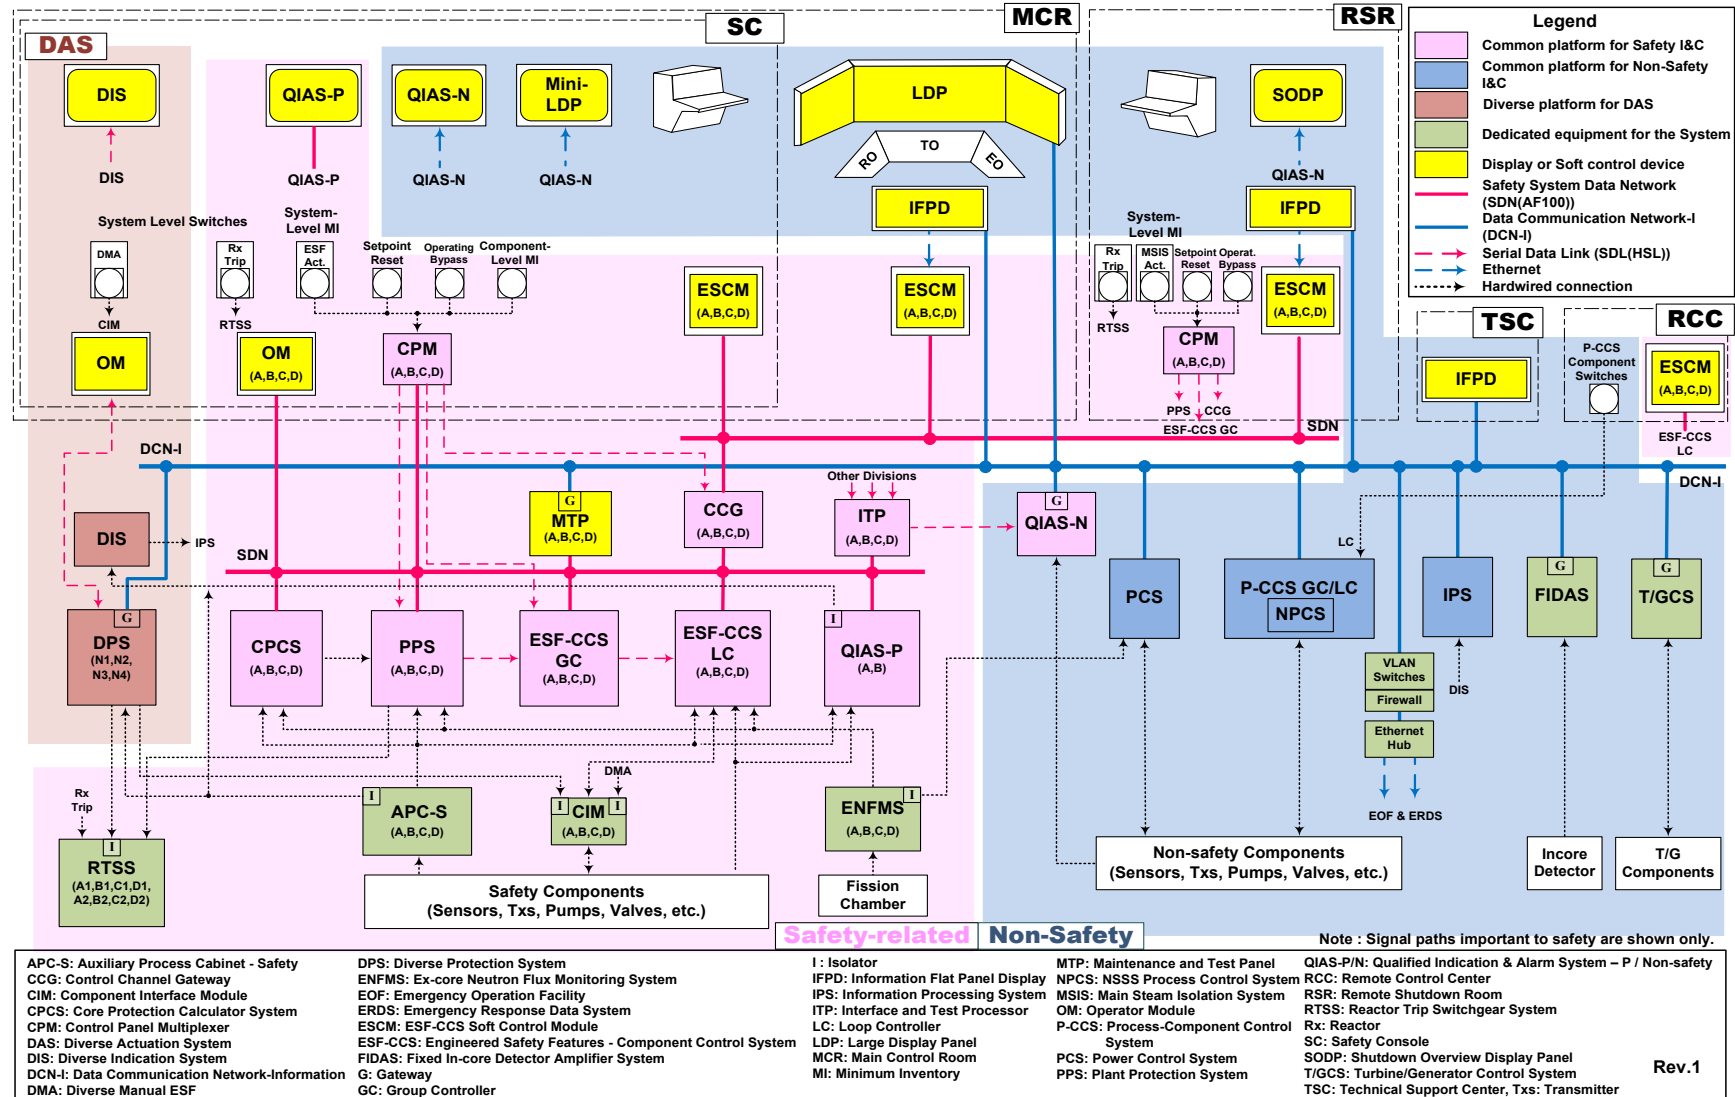 SC
MCR
RSR
DAS
DIS
QIAS-P
QIAS-N
Mini-
LDP
LDP
SODP
RO
TO
EO
DIS
QIAS-P
QIAS-N
QIAS-N
QIAS-N
IFPD
IFPD
System Level Switches
System-
Level MI
DMA
Rx
Trip
ESF
Act.
Setpoint
Reset
Operating
Bypass
Component-
Level MI
System-
Level MI
Rx
Trip
MSIS
Act.
Setpoint
Reset
Operat.
Bypass
ESCM
(A,B,C,D)
ESCM
(A,B,C,D)
ESCM
(A,B,C,D)
CIM
RTSS
RTSS
OM
OM
(A,B,C,D)
CPM
(A,B,C,D)
CPM
(A,B,C,D)
PPS
CCG
ESF-CCS GC
Legend
Common platform for Safety I&C
Common platform for Non-Safety
I&C
Diverse platform for DAS
Dedicated equipment for the System
Display or Soft control device
Safety System Data Network
(SDN(AF100))
Data Communication Network-I
(DCN-I)
Serial Data Link (SDL(HSL))
Ethernet
Hardwired connection
TSC
RCC
IFPD
P-CCS
Component
Switches
ESCM
(A,B,C,D)
ESF-CCS
LC
SDN
DCN-I
DCN-I
Other Divisions
G
MTP
(A,B,C,D)
CCG
(A,B,C,D)
ITP
(A,B,C,D)
G
QIAS-N
DIS
IPS
SDN
LC
G
DPS
(N1,N2,
N3,N4)
CPCS
(A,B,C,D)
PPS
(A,B,C,D)
ESF-CCS
GC
(A,B,C,D)
ESF-CCS
LC
(A,B,C,D)
I
QIAS-P
(A,B)
PCS
P-CCS GC/LC
NPCS
IPS
G
FIDAS
G
T/GCS
VLAN
Switches
Firewall
Ethernet
Hub
DIS
EOF & ERDS
Rx
Trip
I
RTSS
(A1,B1,C1,D1,
A2,B2,C2,D2)
I
APC-S
(A,B,C,D)
DMA
I
I
CIM
(A,B,C,D)
I
ENFMS
(A,B,C,D)
Safety Components
(Sensors, Txs, Pumps, Valves, etc.)
Fission
Chamber
Non-safety Components
(Sensors, Txs, Pumps, Valves, etc.)
Incore
Detector
T/G
Components
Safety-related
Non-Safety
Note : Signal paths important to safety are shown only.
APC-S: Auxiliary Process Cabinet - Safety
CCG: Control Channel Gateway
CIM: Component Interface Module
CPCS: Core Protection Calculator System
CPM: Control Panel Multiplexer
DAS: Diverse Actuation System
DIS: Diverse Indication System
DCN-I: Data Communication Network-Information
DMA: Diverse Manual ESF
DPS: Diverse Protection System
ENFMS: Ex-core Neutron Flux Monitoring System
EOF: Emergency Operation Facility
ERDS: Emergency Response Data System
ESCM: ESF-CCS Soft Control Module
ESF-CCS: Engineered Safety Features - Component Control System
FIDAS: Fixed In-core Detector Amplifier System
G: Gateway
GC: Group Controller
I : Isolator
IFPD: Information Flat Panel Display
IPS: Information Processing System
ITP: Interface and Test Processor
LC: Loop Controller
LDP: Large Display Panel
MCR: Main Control Room
MI: Minimum Inventory
MTP: Maintenance and Test Panel
NPCS: NSSS Process Control System
MSIS: Main Steam Isolation System
OM: Operator Module
P-CCS: Process-Component Control
System
PCS: Power Control System
PPS: Plant Protection System
QIAS-P/N: Qualified Indication & Alarm System – P / Non-safety
RCC: Remote Control Center
RSR: Remote Shutdown Room
RTSS: Reactor Trip Switchgear System
Rx: Reactor
SC: Safety Console
SODP: Shutdown Overview Display Panel
T/GCS: Turbine/Generator Control System
TSC: Technical Support Center, Txs: Transmitter
Rev.1